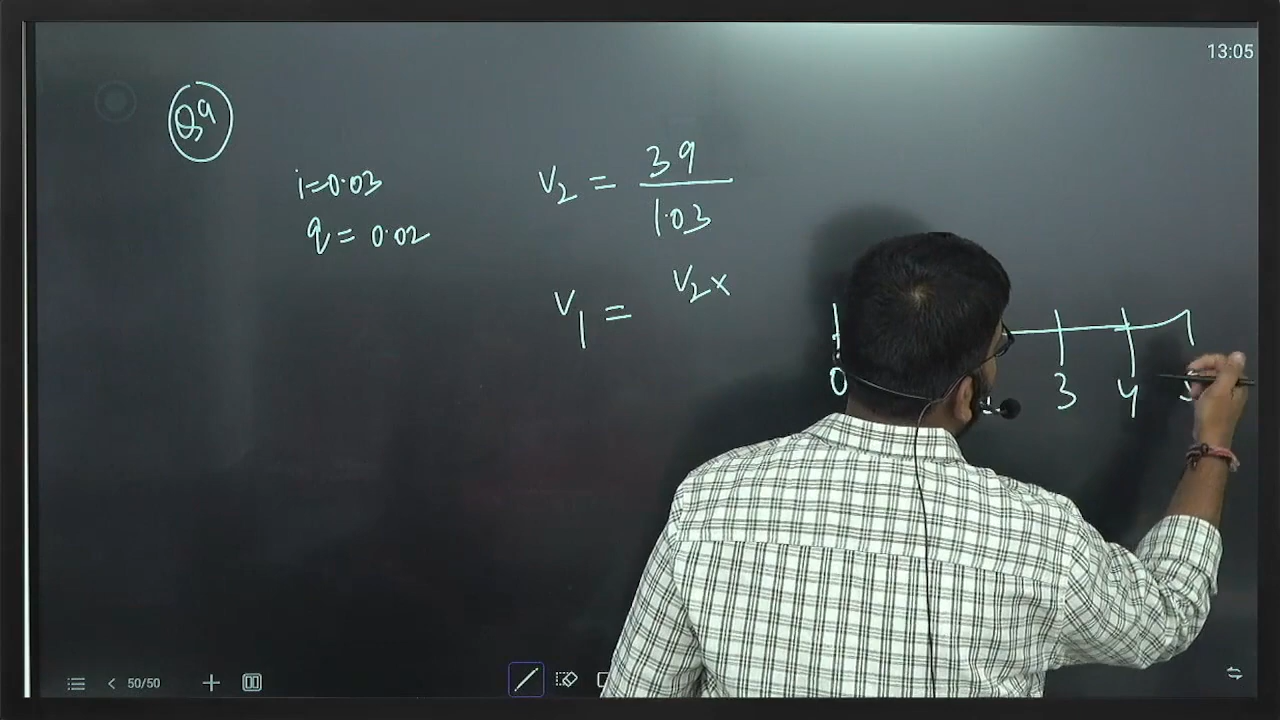 13:05
Q9
i=0.03
q = 0.02
V₂ = 39/1.03
V₁ = V₂ ×
0 3 4
50/50